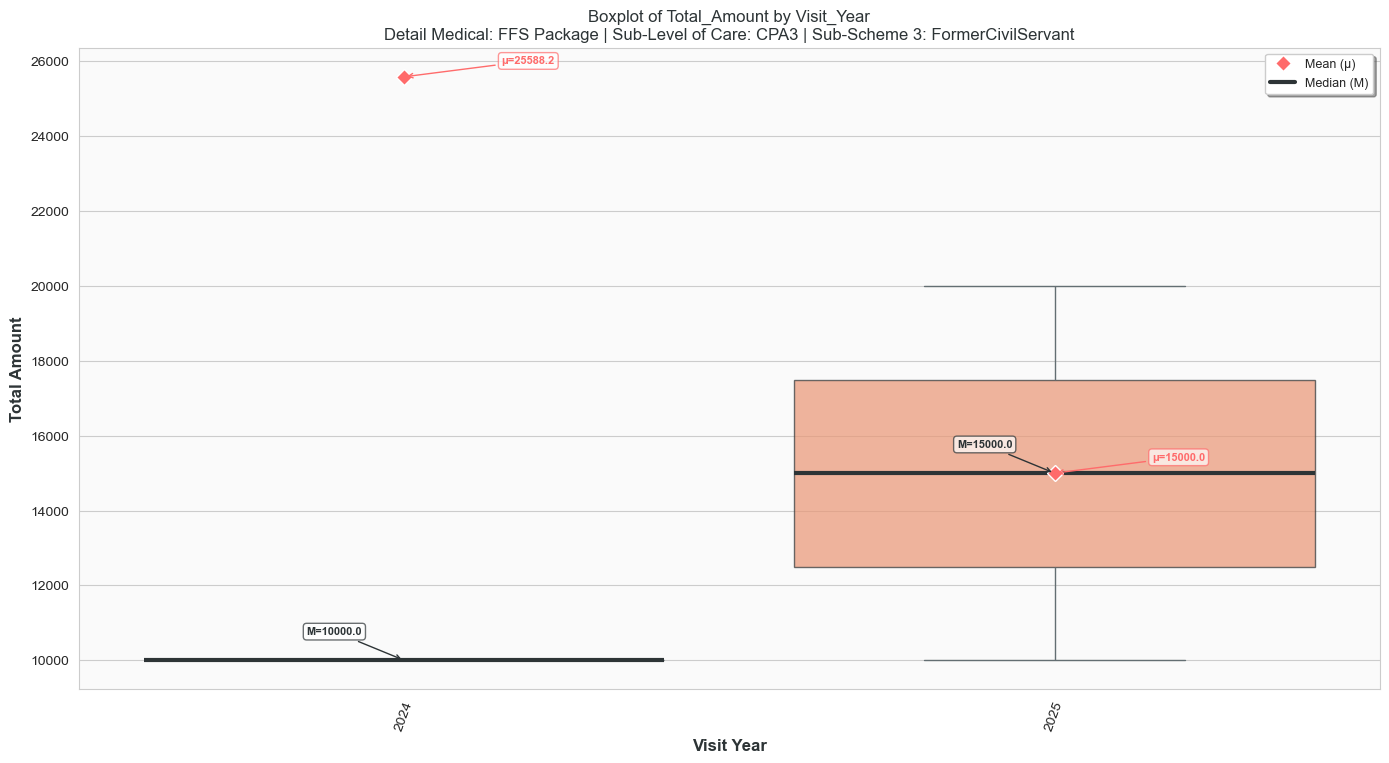 Boxplot of Total_Amount by Visit_Year
Detail Medical: FFS Package | Sub-Level of Care: CPA3 | Sub-Scheme 3: FormerCivilServant
Mean (μ)
Median (M)
Total Amount
26000
24000
22000
20000
18000
16000
14000
12000
10000
μ=25588.2
M=15000.0
μ=15000.0
M=10000.0
2024
2025
Visit Year